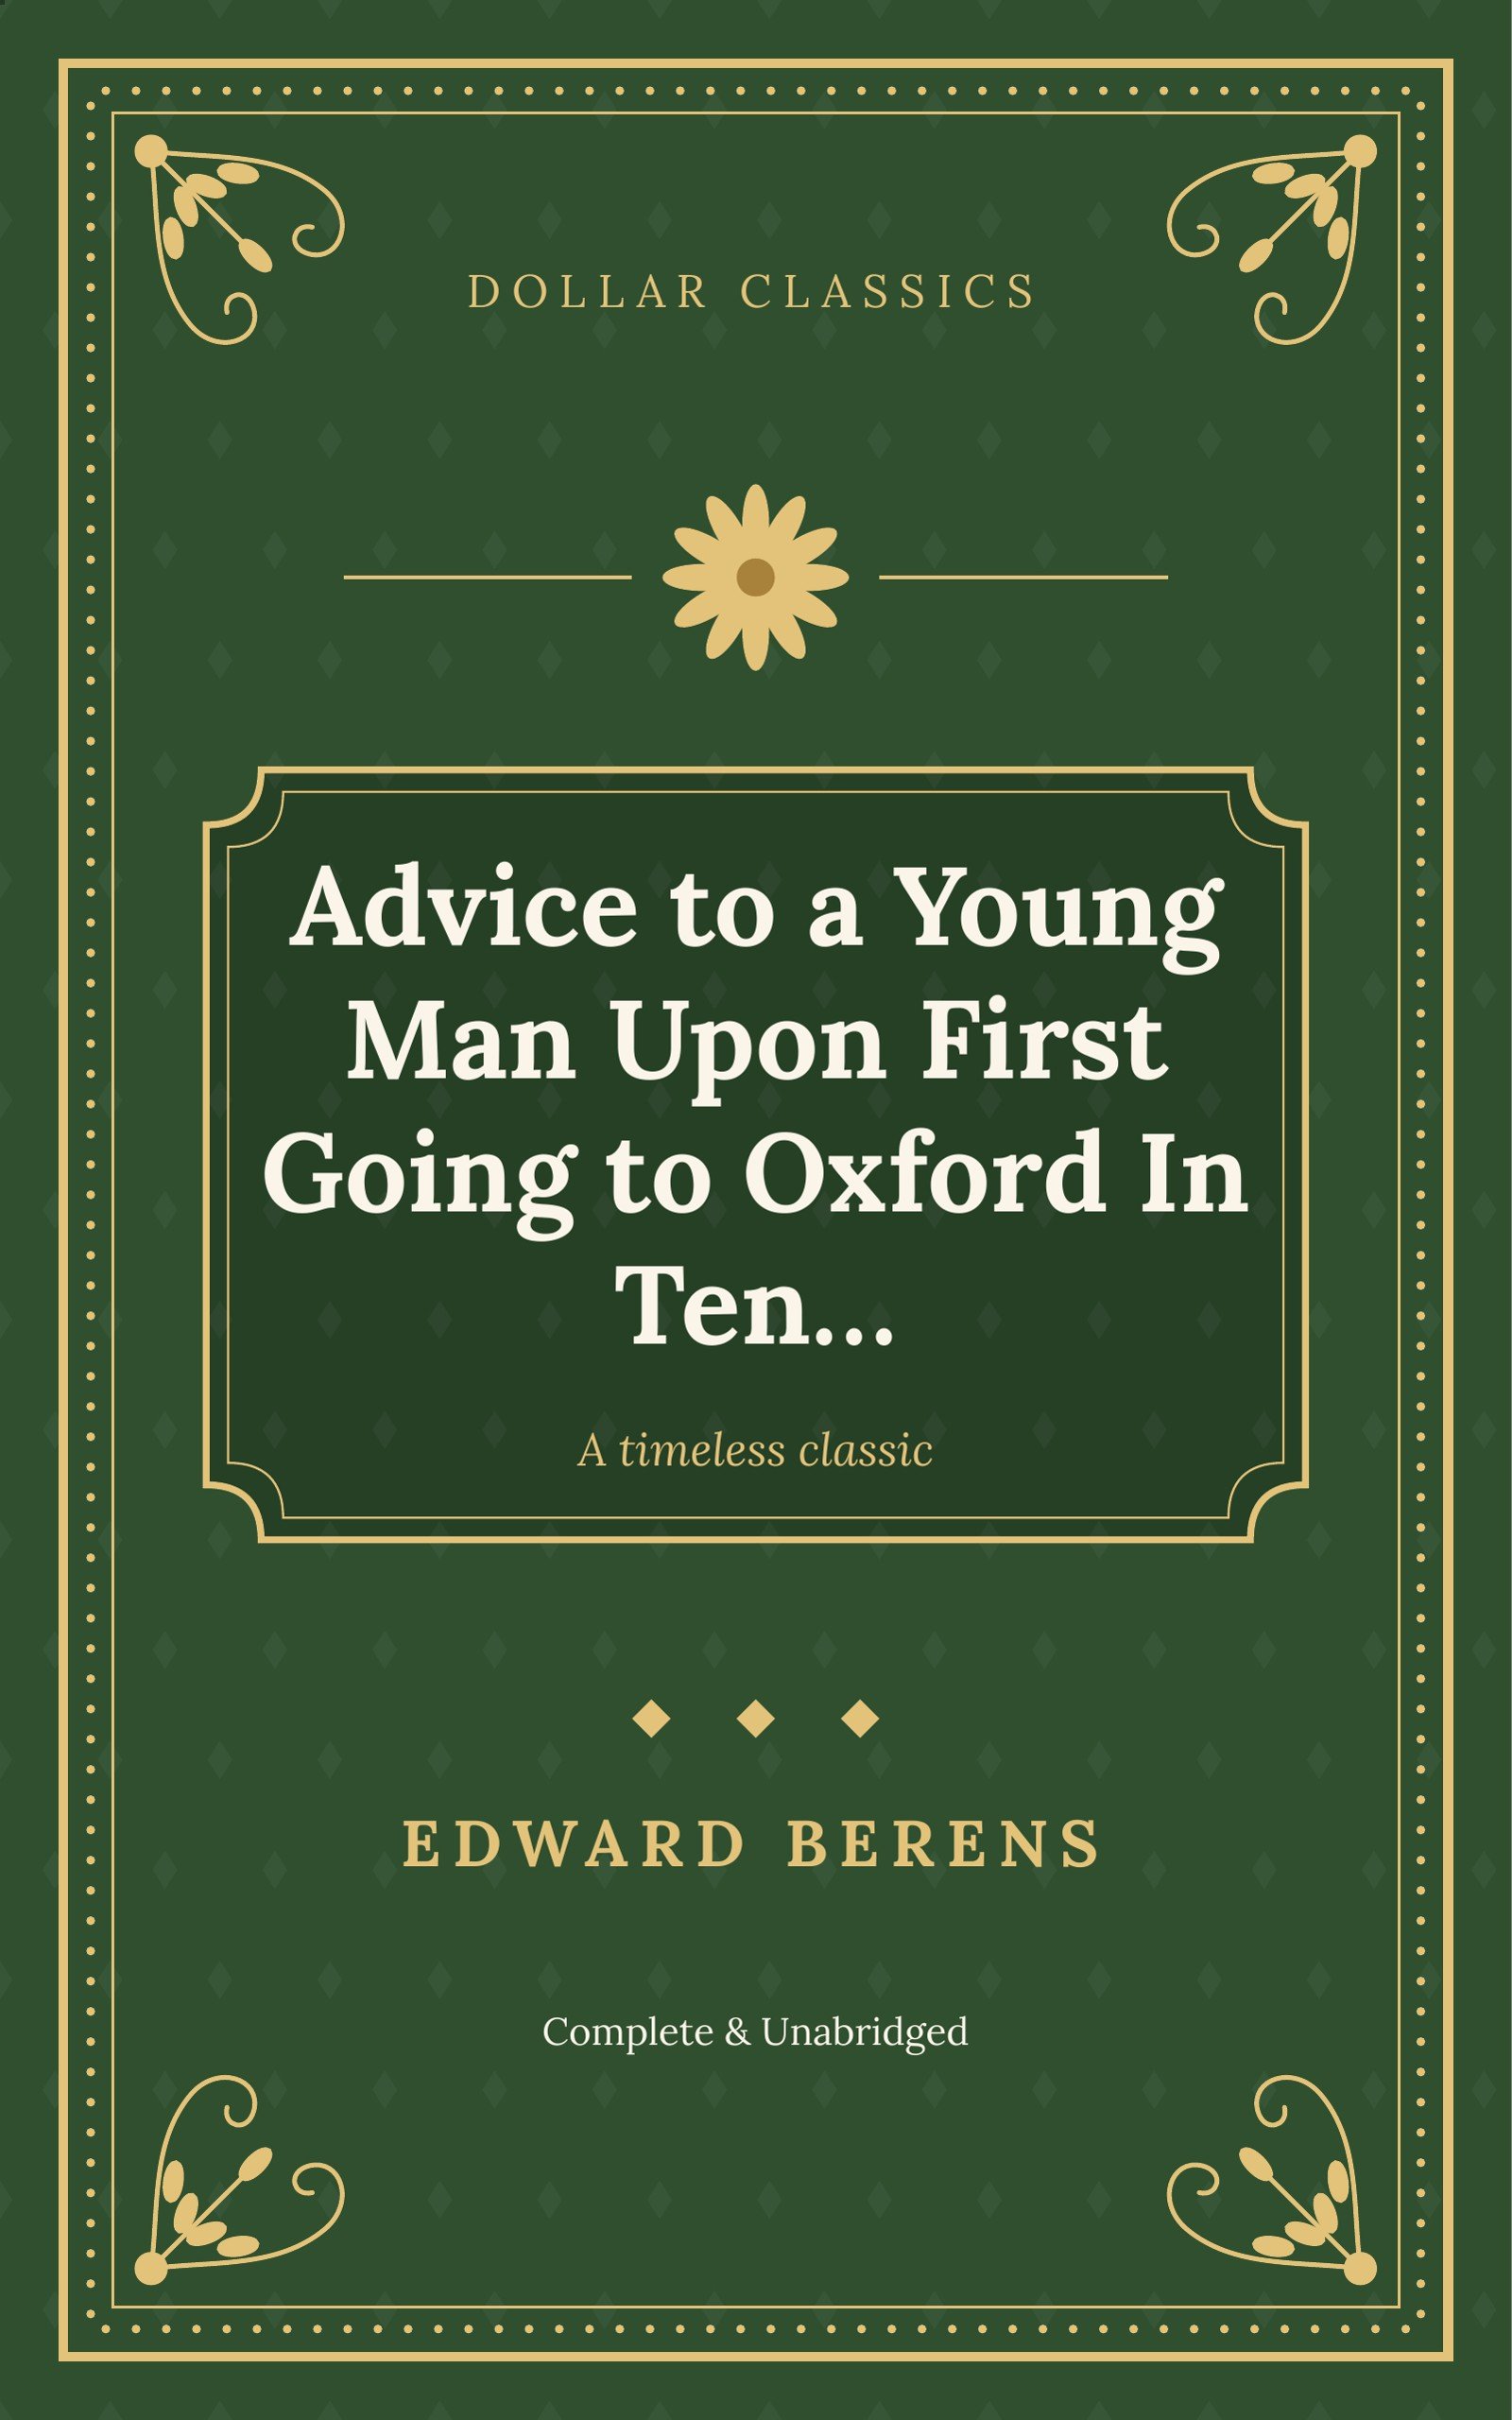 DOLLAR CLASSICS
Advice to a Young
Man Upon First
Going to Oxford In
Ten...
A timeless classic
EDWARD BERENS
Complete & Unabridged